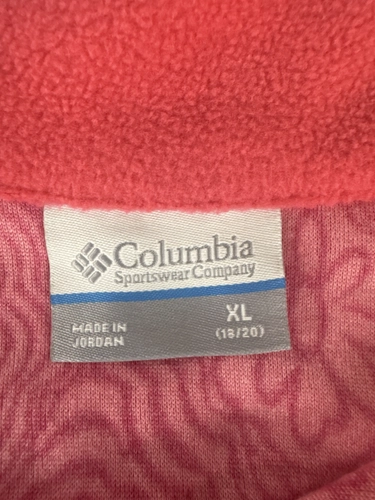 Columbia
Sportswear Company
XL
(18/20)
MADE IN
JORDAN